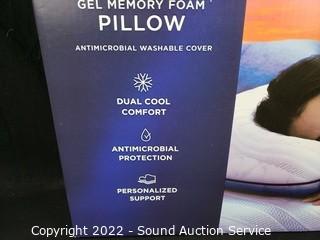 GEL MEMORY FOAM
PILLOW
ANTIMICROBIAL WASHABLE COVER
DUAL COOL
COMFORT
ANTIMICROBIAL
PROTECTION
PERSONALIZED
SUPPORT
Copyright 2022 - Sound Auction Service